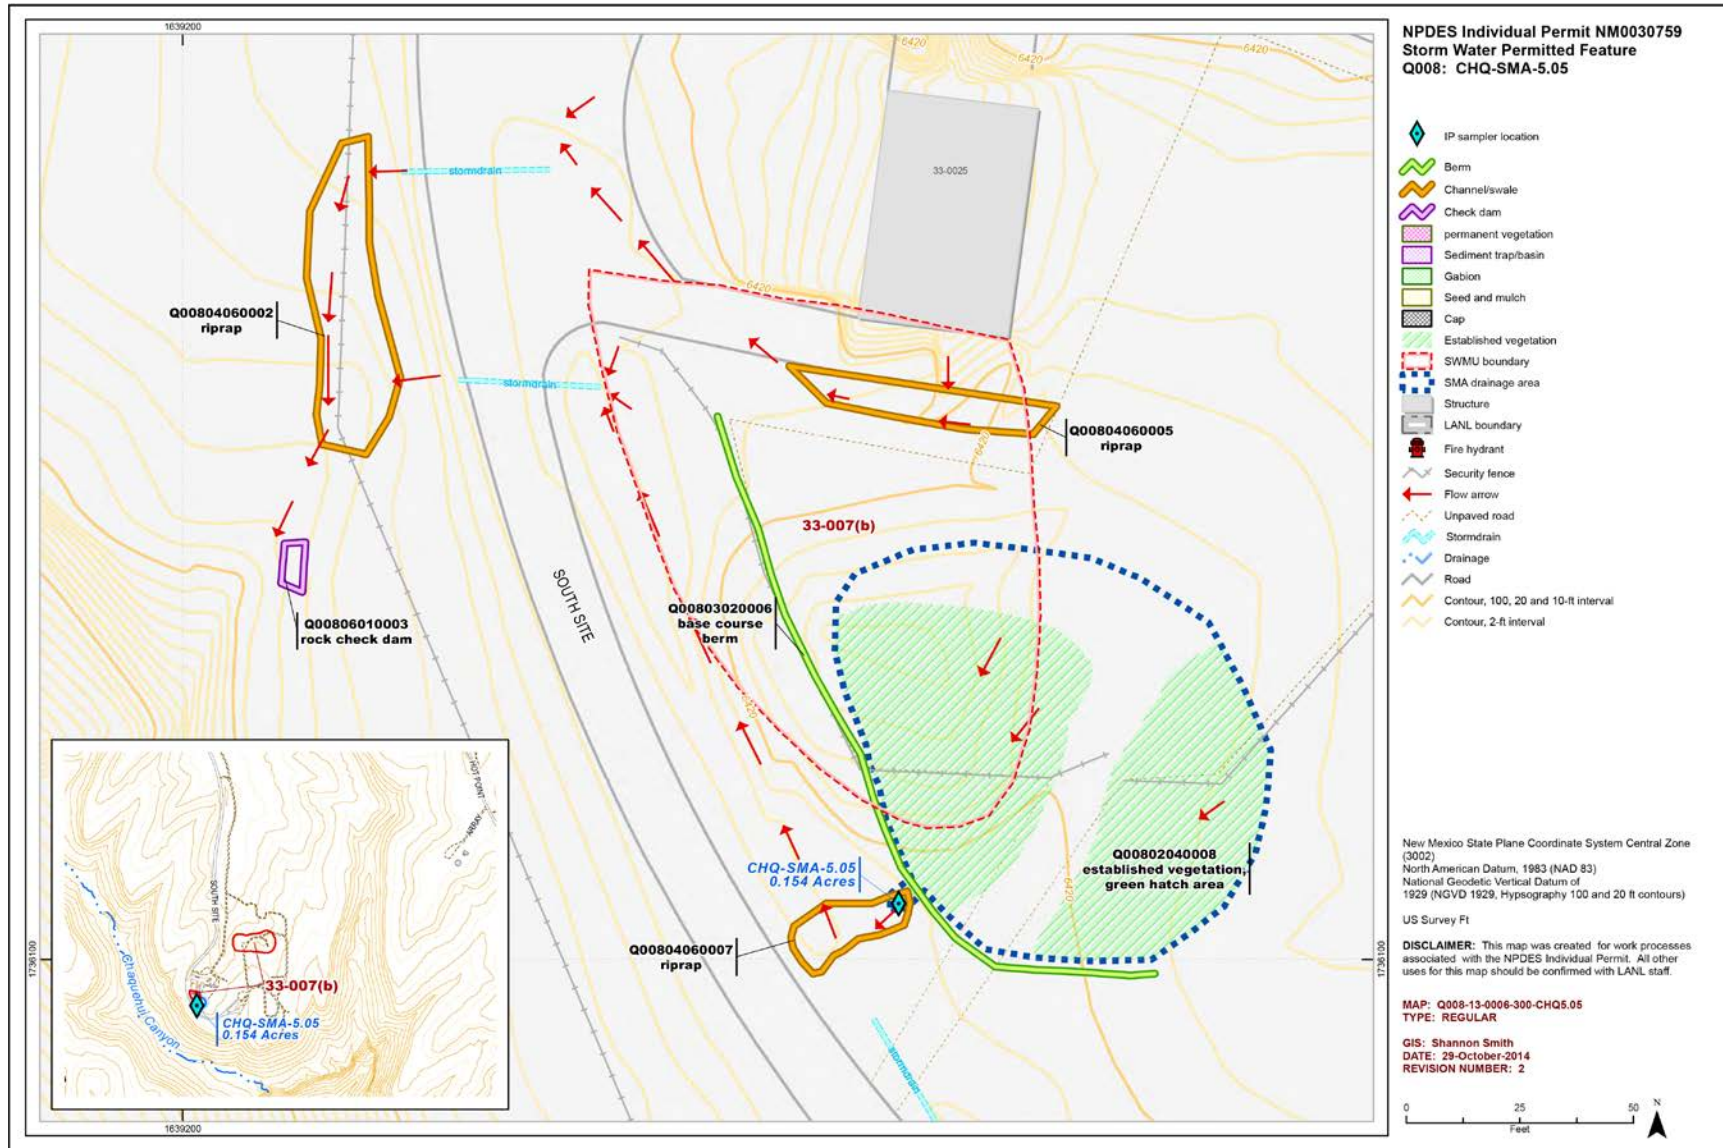 1639200
NPDES Individual Permit NM0030759
Storm Water Permitted Feature
Q008: CHQ-SMA-5.05
6420
6420
6420
IP sampler location
Berm
Channel/swale
Check dam
permanent vegetation
Sediment trap/basin
Gabion
Seed and mulch
Cap
Established vegetation
SWMU boundary
SMA drainage area
Structure
LANL boundary
Fire hydrant
Security fence
Flow arrow
Unpaved road
Stormdrain
Drainage
Road
Contour, 100, 20 and 10-ft interval
Contour, 2-ft interval
stormdrain
33-0025
6420
Q00804060002
riprap
stormdrain
Q00804060005
riprap
6420
33-007(b)
SOUTH SITE
Q00803020006
base course
berm
Q00806010003
rock check dam
6420
6420
CHQ-SMA-5.05
0.154 Acres
Q00802040008
established vegetation,
green hatch area
Q00804060007
riprap
stormdrain
HOT POINT
ARRAY
SOUTH SITE
33-007(b)
Chaquehui Canyon
CHQ-SMA-5.05
0.154 Acres
1736100
1736100
1639200
New Mexico State Plane Coordinate System Central Zone
(3002)
North American Datum, 1983 (NAD 83)
National Geodetic Vertical Datum of
1929 (NGVD 1929, Hypsography 100 and 20 ft contours)
US Survey Ft
DISCLAIMER: This map was created for work processes
associated with the NPDES Individual Permit. All other
uses for this map should be confirmed with LANL staff.
MAP: Q008-13-0006-300-CHQ5.05
TYPE: REGULAR
GIS: Shannon Smith
DATE: 29-October-2014
REVISION NUMBER: 2
0 25 50
Feet
N